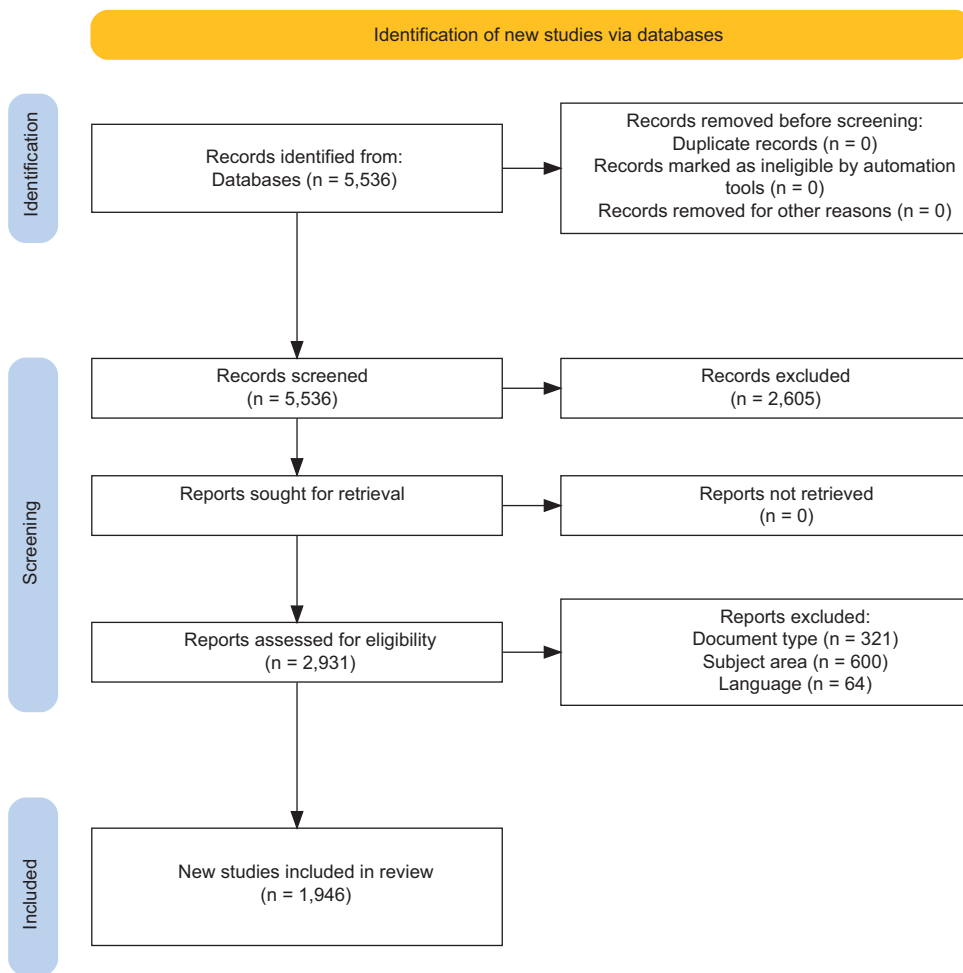 Identification of new studies via databases
Identification
Records identified from:
Databases (n = 5,536)
Records removed before screening:
Duplicate records (n = 0)
Records marked as ineligible by automation
tools (n = 0)
Records removed for other reasons (n = 0)
Screening
Records screened
(n = 5,536)
Records excluded
(n = 2,605)
Reports sought for retrieval
Reports not retrieved
(n = 0)
Reports assessed for eligibility
(n = 2,931)
Reports excluded:
Document type (n = 321)
Subject area (n = 600)
Language (n = 64)
Included
New studies included in review
(n = 1,946)